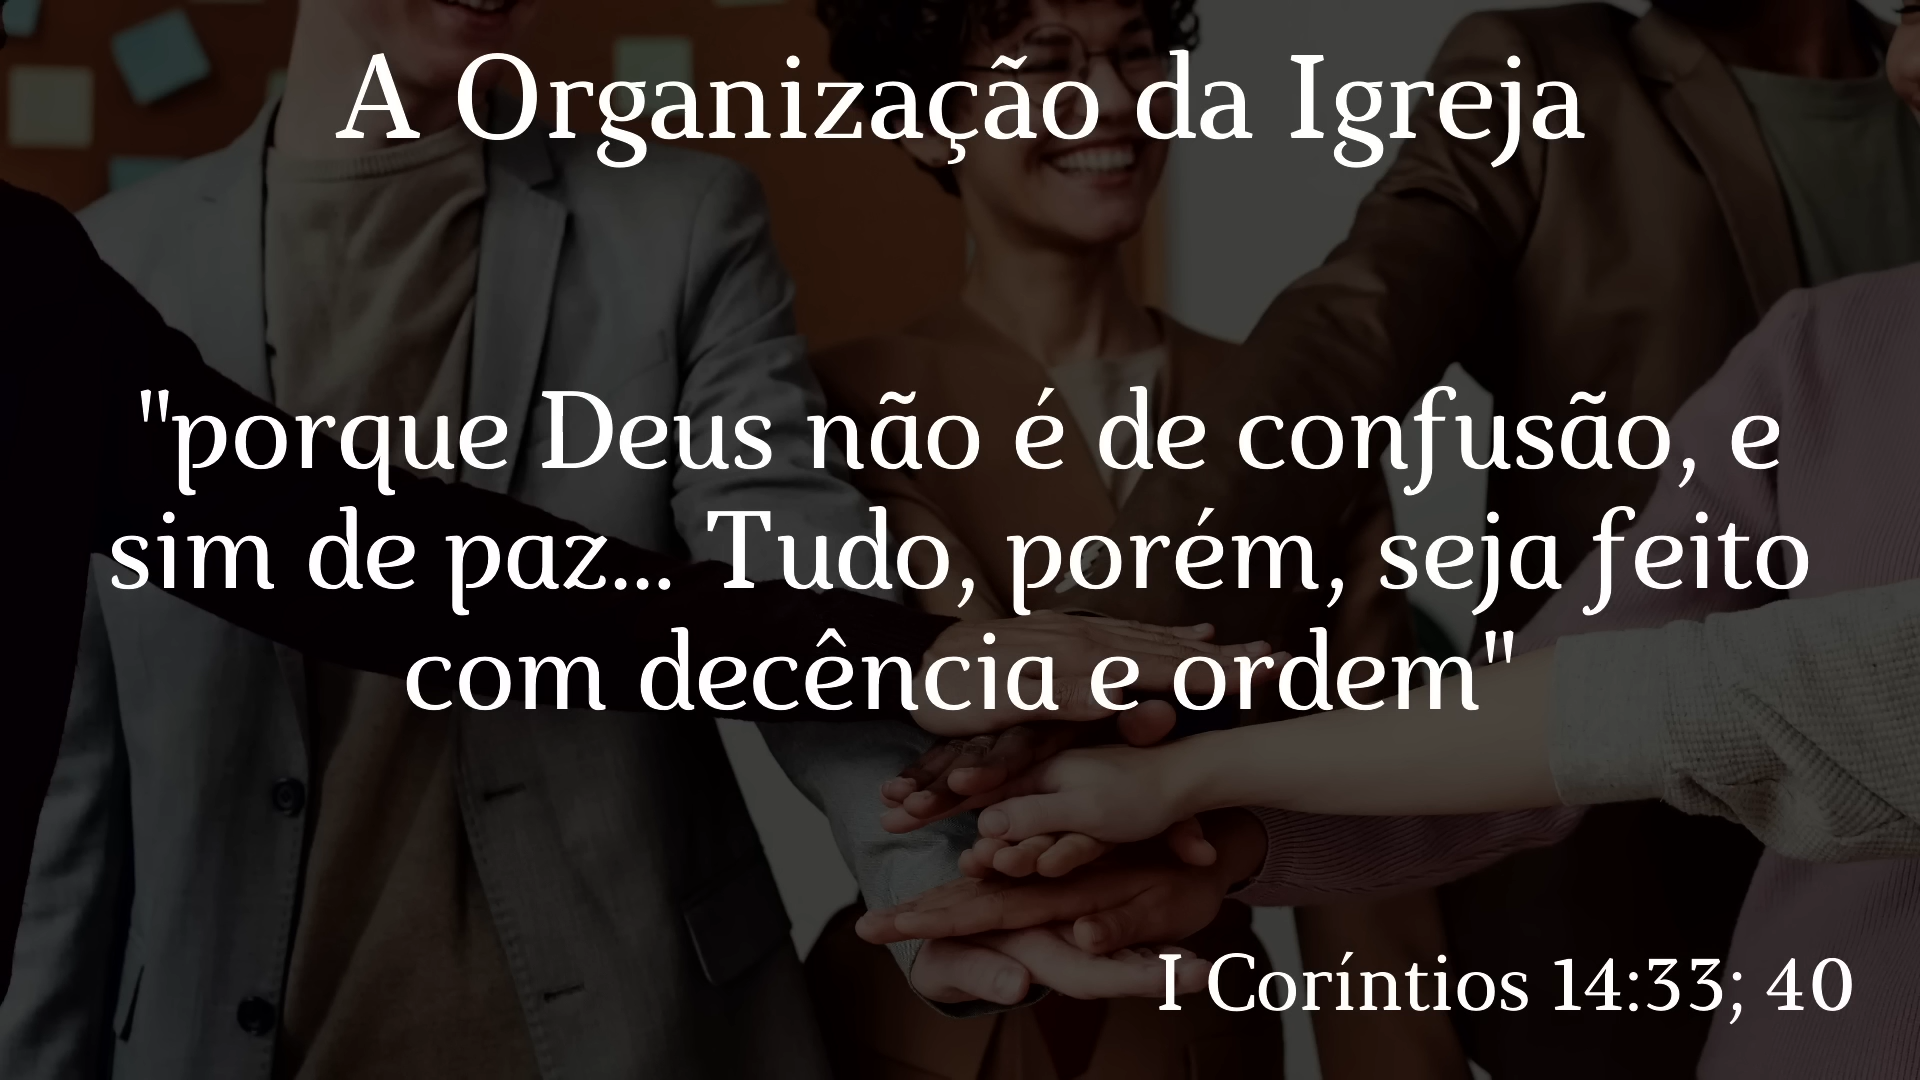 A Organização da Igreja
"porque Deus não é de confusão, e
sim de paz... Tudo, porém, seja feito
com decência e ordem"
I Coríntios 14:33; 40